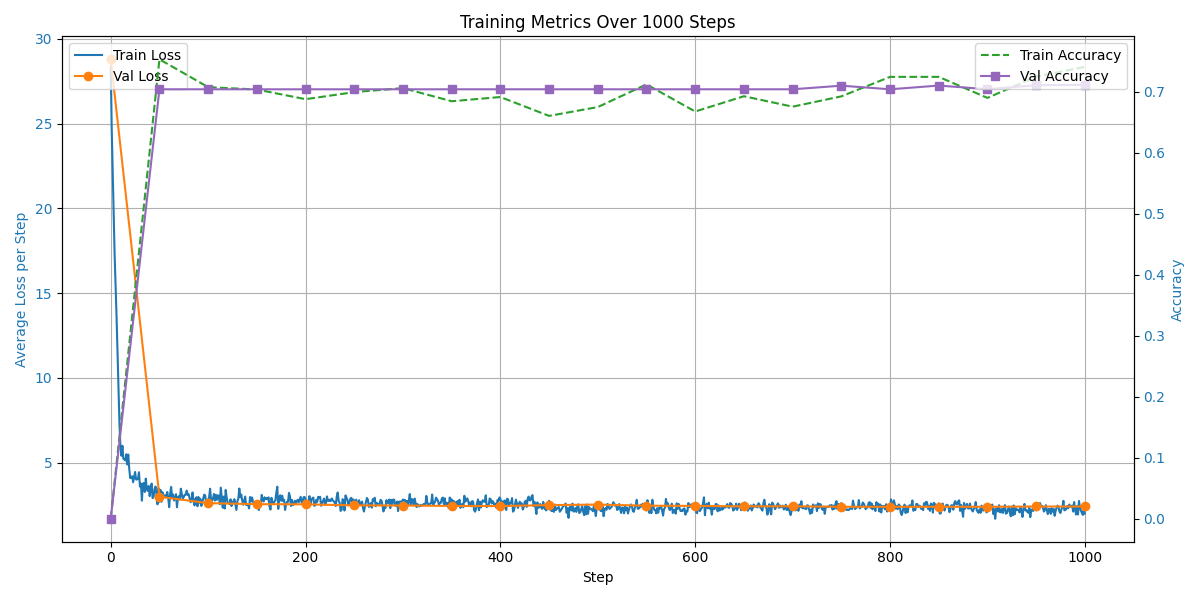 Training Metrics Over 1000 Steps
Train Loss
Val Loss
Train Accuracy
Val Accuracy
30
25
20
15
10
5
Average Loss per Step
0.7
0.6
0.5
0.4
0.3
0.2
0.1
0.0
Accuracy
0
200
400
600
800
1000
Step